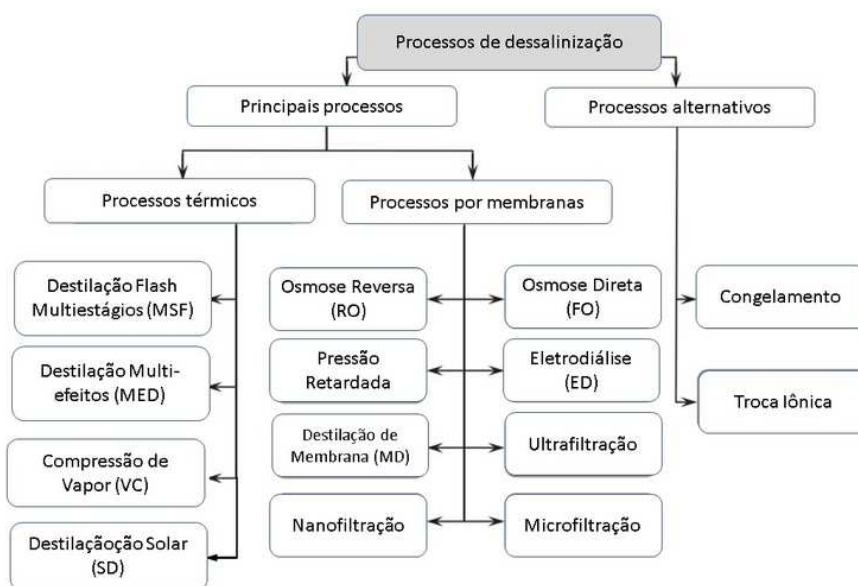 Processos de dessalinização
Principais processos
Processos alternativos
Processos térmicos
Processos por membranas
Destilação Flash
Multiestágios (MSF)
Destilação Multi-
efeitos (MED)
Compressão de
Vapor (VC)
Destilaçãoção Solar
(SD)
Osmose Reversa
(RO)
Osmose Direta
(FO)
Pressão
Retardada
Eletrodiálise
(ED)
Destilação de
Membrana (MD)
Ultrafiltração
Nanofiltração
Microfiltração
Congelamento
Troca Iônica